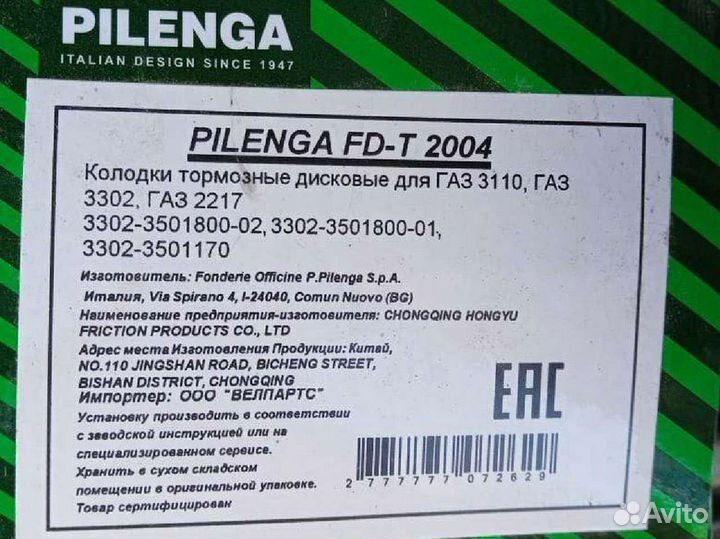 PILENGA
ITALIAN DESIGN SINCE 1947
PILENGA FD-T 2004
Колодки тормозные дисковые для ГАЗ 3110, ГАЗ
3302, ГАЗ 2217
3302-3501800-02, 3302-3501800-01,
3302-3501170
Изготовитель: Fonderie Officine P.Pilenga S.p.A.
Италия, Via Spirano 4, I-24040, Comun Nuovo (BG)
Наименование предприятия-изготовителя: CHONGQING HONGYU
FRICTION PRODUCTS CO., LTD
Адрес места Изготовления Продукции: Китай,
NO.110 JINGSHAN ROAD, BICHENG STREET,
BISHAN DISTRICT, CHONGQING
Импортер: ООО "ВЕЛЛПАРТС"
Установку производить в соответствии
с заводской инструкцией или на
специализированном сервисе.
Хранить в сухом складском
помещении в оригинальной упаковке.
Товар сертифицирован
EAC
2 777777 072629
Avito